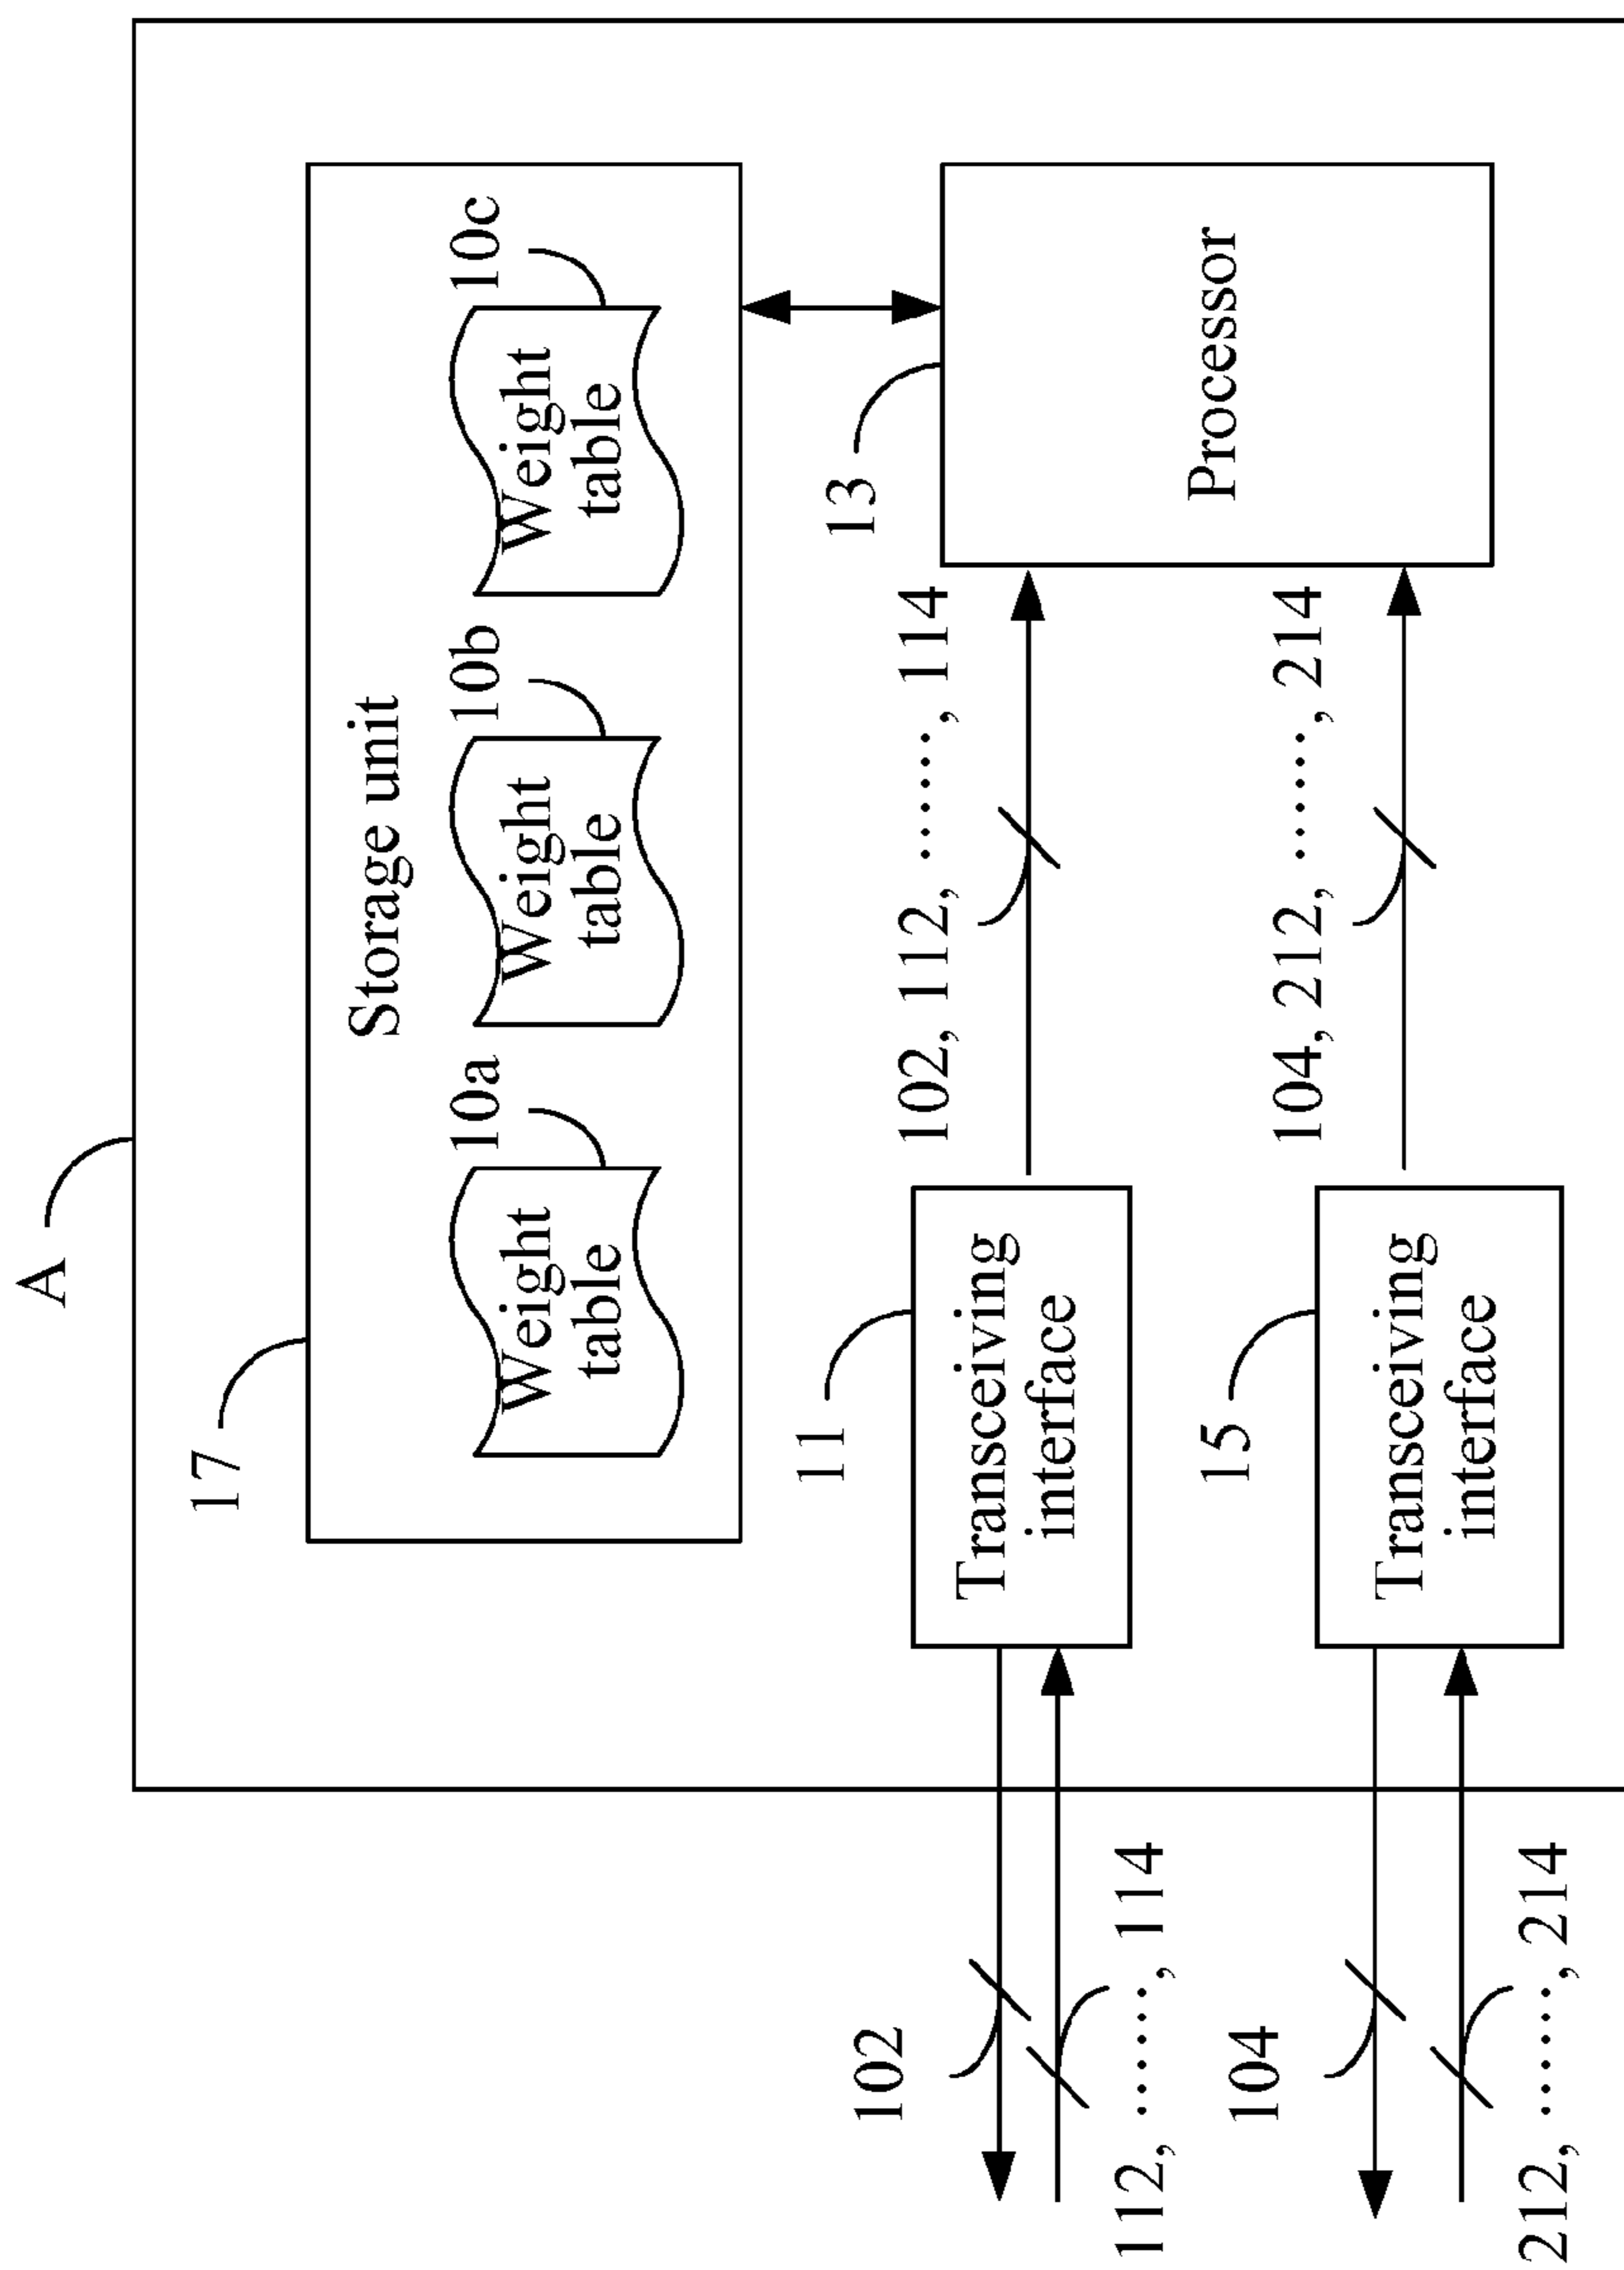 A
17
Storage unit
10a
10b
10c
Weight
table
Weight
table
Weight
table
11
13
102
102, 112, ······, 114
Transceiving
interface
Processor
112, ······, 114
15
104
104, 212, ······, 214
Transceiving
interface
212, ······, 214